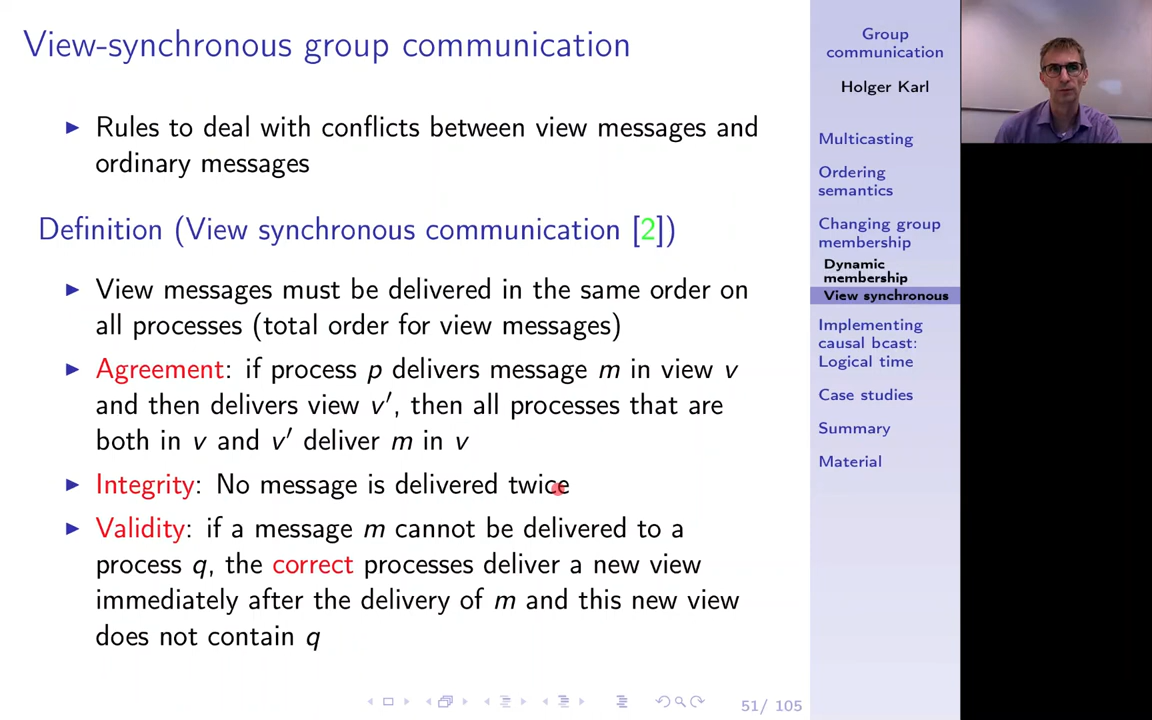 View-synchronous group communication
▶ Rules to deal with conflicts between view messages and
ordinary messages
Definition (View synchronous communication [2])
▶ View messages must be delivered in the same order on
all processes (total order for view messages)
▶ Agreement: if process p delivers message m in view v
and then delivers view v′, then all processes that are
both in v and v′ deliver m in v
▶ Integrity: No message is delivered twice
▶ Validity: if a message m cannot be delivered to a
process q, the correct processes deliver a new view
immediately after the delivery of m and this new view
does not contain q
51/ 105
Group
communication
Holger Karl
Multicasting
Ordering
semantics
Changing group
membership
Dynamic
membership
View synchronous
Implementing
causal bcast:
Logical time
Case studies
Summary
Material